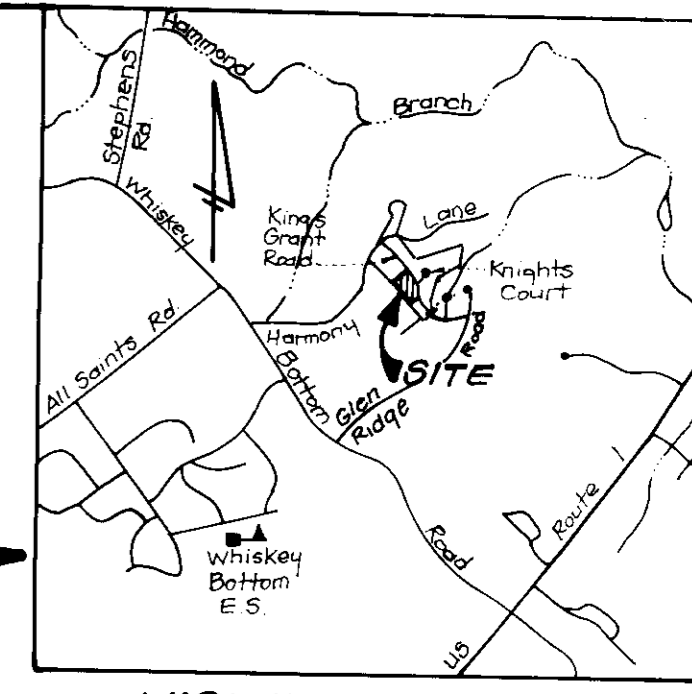 Hammond
Branch
Stephens
Rd.
Whiskey
Kings
Grant
Road
Lane
Knights
Court
All Saints Rd.
Harmony
Bottom
Road
SITE
Glen
Ridge
Road
Route 1
US
Whiskey
Bottom
E.S.